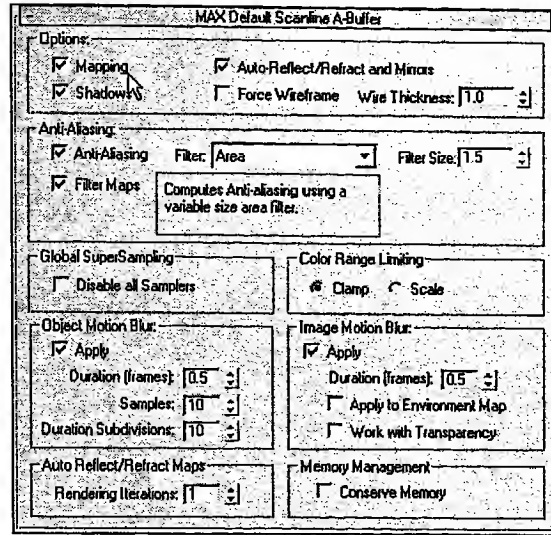 MAX Default Scanline A-Buffer
Options:
Mapping
Auto-Reflect/Refract and Mirrors
Shadows
Force Wireframe Wire Thickness: 1.0
Anti-Aliasing:
Anti-Aliasing Filter: Area Filter Size: 1.5
Filter Maps
Computes Anti-aliasing using a
variable size area filter.
Global SuperSampling
Disable all Samplers
Color Range Limiting
Clamp Scale
Object Motion Blur:
Apply
Duration (frames): 0.5
Samples: 10
Duration Subdivisions: 10
Image Motion Blur:
Apply
Duration (frames): 0.5
Apply to Environment Map
Work with Transparency
Auto Reflect/Refract Maps
Rendering Iterations: 1
Memory Management
Conserve Memory